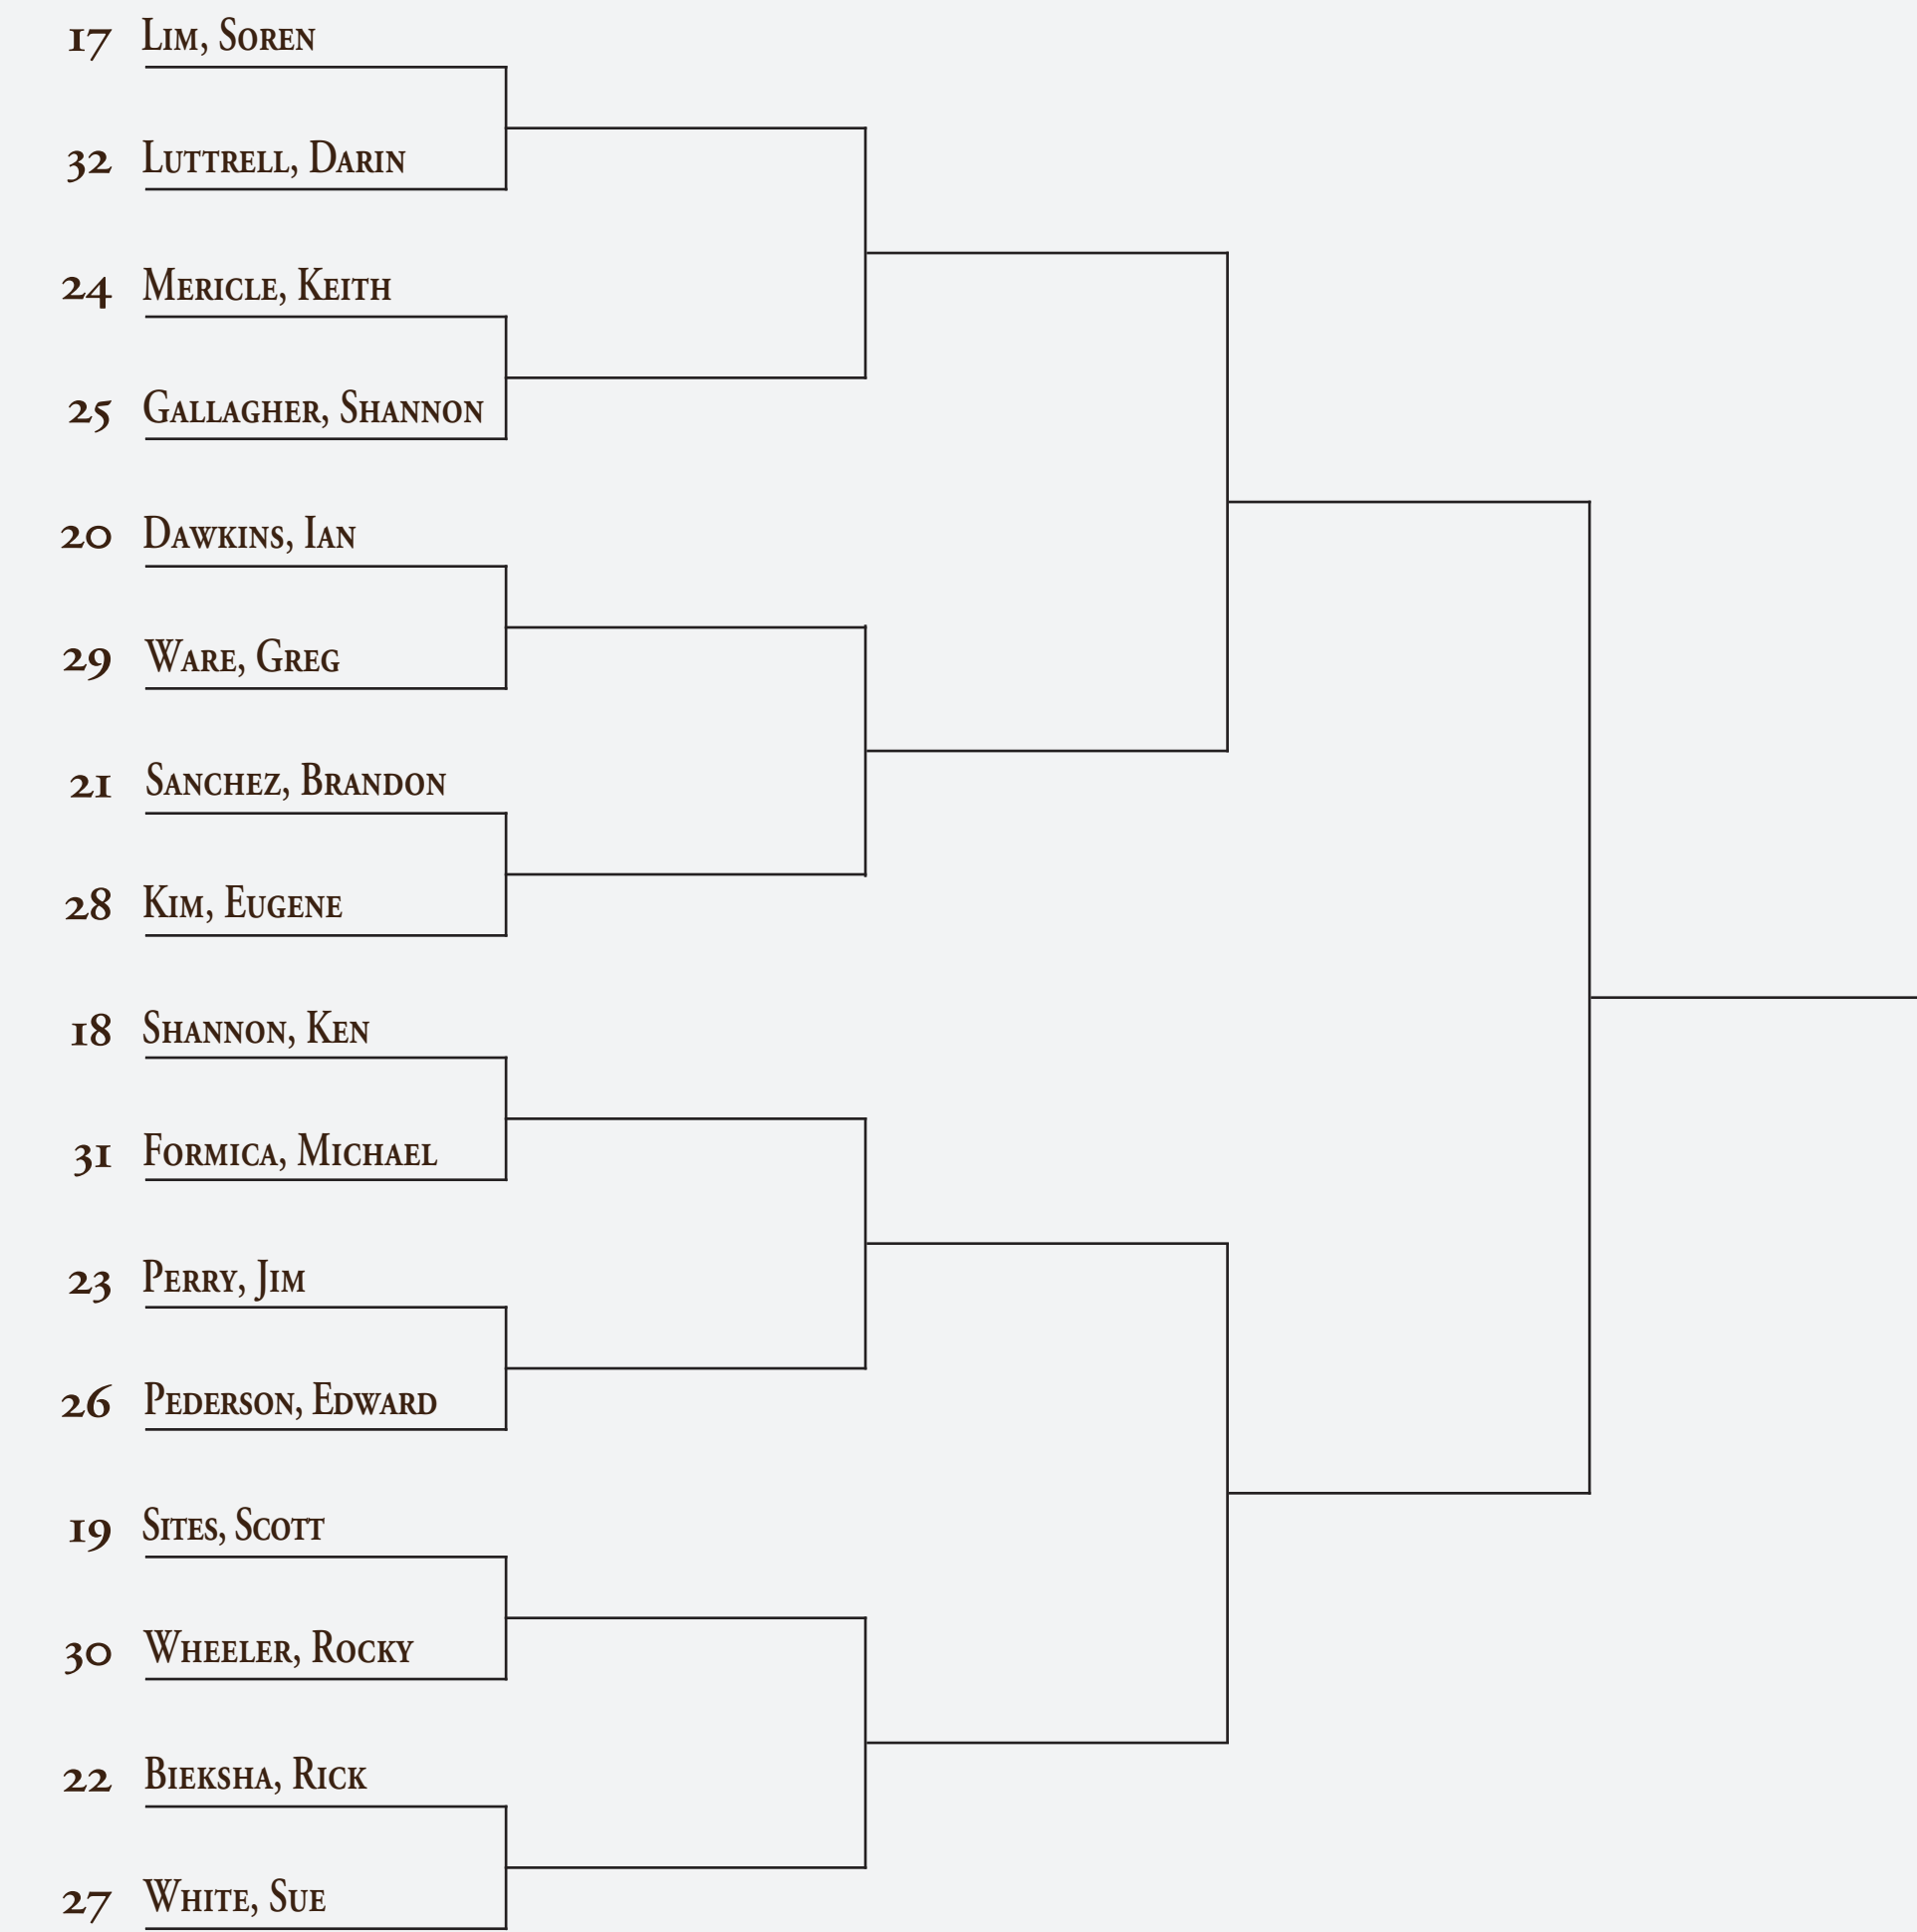 17 Lim, Soren
32 Luttrell, Darin
24 Mericle, Keith
25 Gallagher, Shannon
20 Dawkins, Ian
29 Ware, Greg
21 Sanchez, Brandon
28 Kim, Eugene
18 Shannon, Ken
31 Formica, Michael
23 Perry, Jim
26 Pederson, Edward
19 Sites, Scott
30 Wheeler, Rocky
22 Bieksha, Rick
27 White, Sue